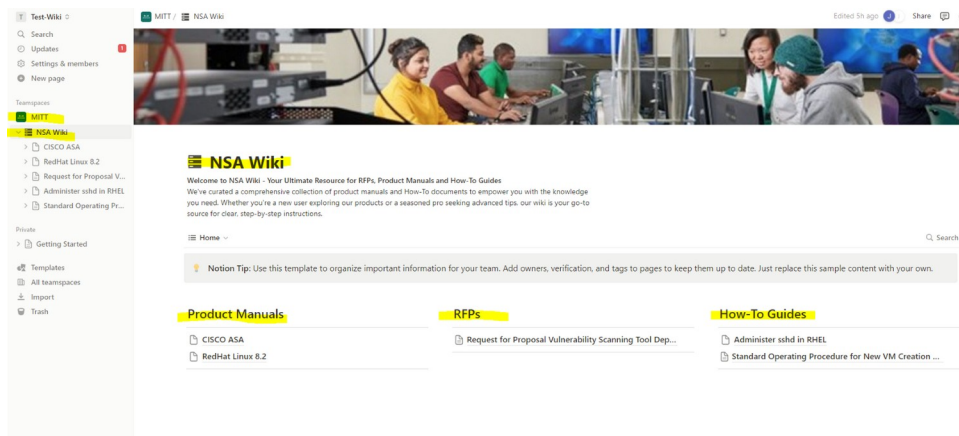 T Test-Wiki
Search
Updates 1
Settings & members
New page
Teamspaces
MITT
NSA Wiki
CISCO ASA
RedHat Linux 8.2
Request for Proposal V...
Administer sshd in RHEL
Standard Operating Pr...
Private
Getting Started
Templates
All teamspaces
Import
Trash
MITT / NSA Wiki
Edited 5h ago J Share
NSA Wiki
Welcome to NSA Wiki - Your Ultimate Resource for RFPs, Product Manuals and How-To Guides
We've curated a comprehensive collection of product manuals and How-To documents to empower you with the knowledge
you need. Whether you're a new user exploring our products or a seasoned pro seeking advanced tips, our wiki is your go-to
source for clear, step-by-step instructions.
Home
Search
Notion Tip: Use this template to organize important information for your team. Add owners, verification, and tags to pages to keep them up to date. Just replace this sample content with your own.
Product Manuals
CISCO ASA
RedHat Linux 8.2
RFPs
Request for Proposal Vulnerability Scanning Tool Dep...
How-To Guides
Administer sshd in RHEL
Standard Operating Procedure for New VM Creation ...